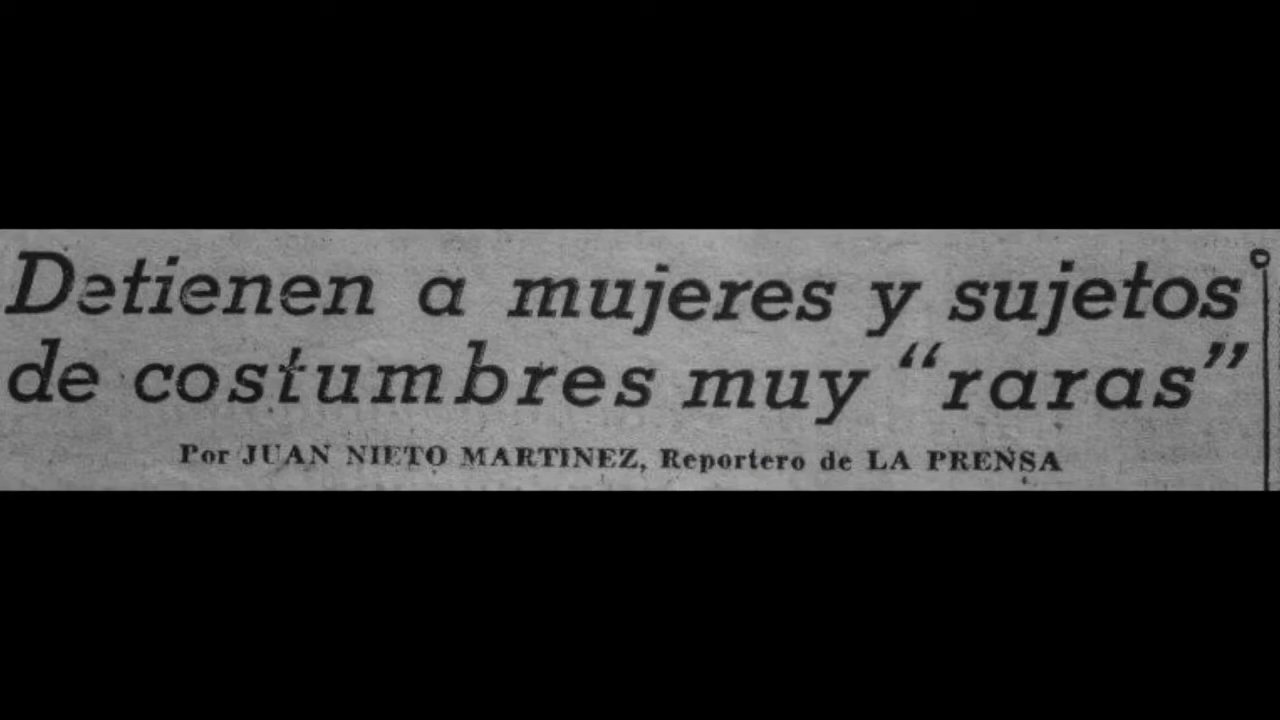 Detienen a mujeres y sujetos
de costumbres muy “raras”
Por JUAN NIETO MARTINEZ, Reportero de LA PRENSA